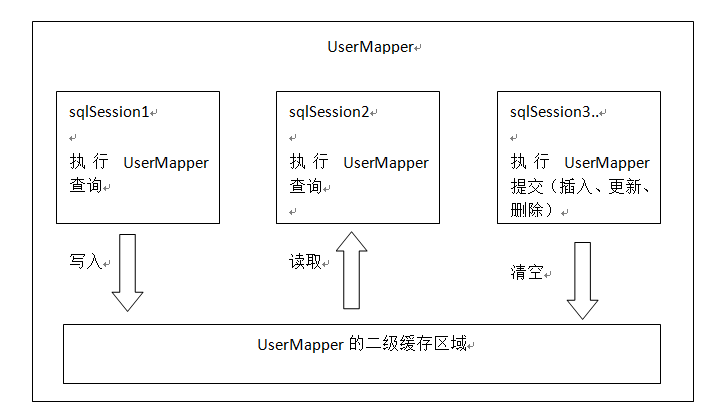 UserMapper
sqlSession1
执行 UserMapper
查询
sqlSession2
执行 UserMapper
查询
sqlSession3..
执行 UserMapper
提交（插入、更新、
删除）
写入
读取
清空
UserMapper 的二级缓存区域